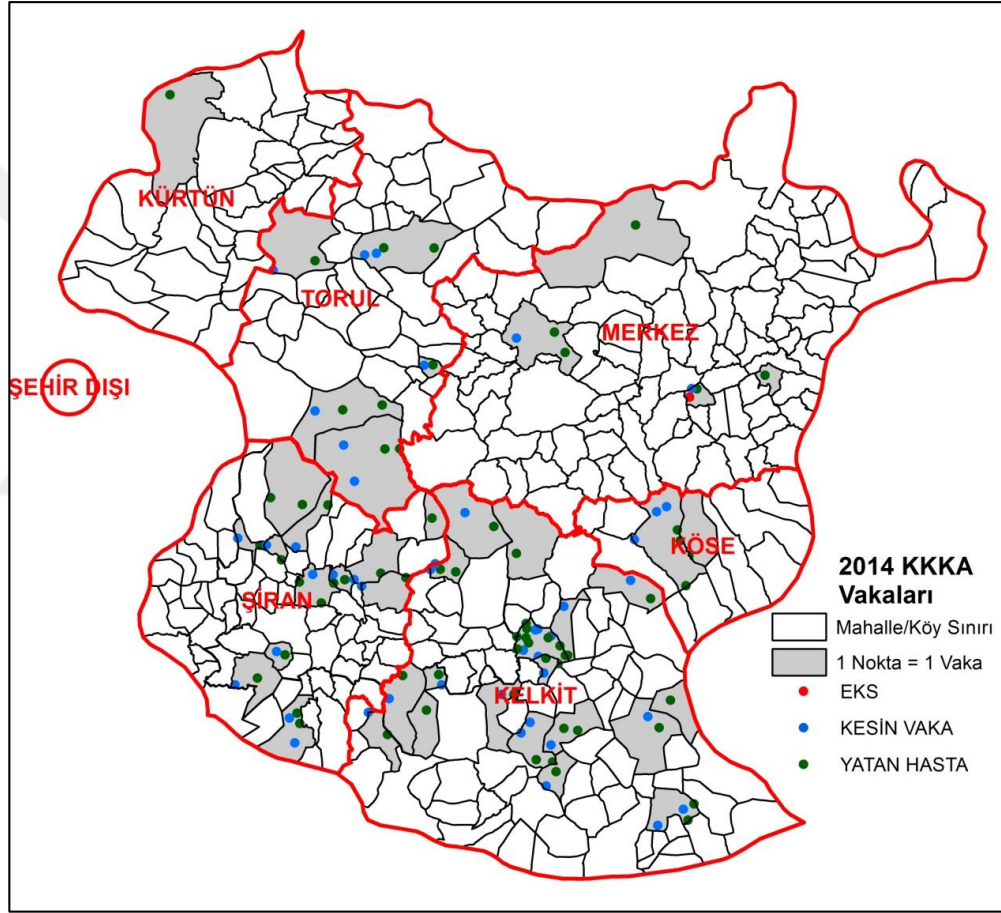 KÜRTÜN
TORUL
MERKEZ
ŞEHİR DIŞI
KÖSE
ŞİRAN
KELKİT
2014 KKKA
Vakaları
Mahalle/Köy Sınırı
1 Nokta = 1 Vaka
EKS
KESİN VAKA
YATAN HASTA